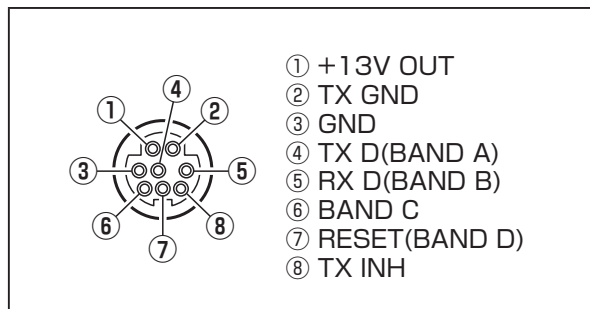 ④
① ②
③ ⑤
⑥ ⑧
⑦
① +13V OUT
② TX GND
③ GND
④ TX D(BAND A)
⑤ RX D(BAND B)
⑥ BAND C
⑦ RESET(BAND D)
⑧ TX INH